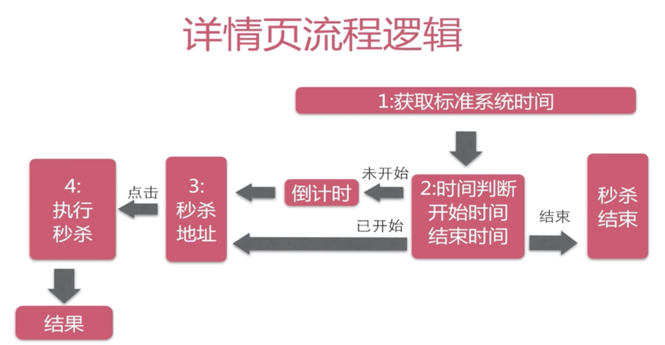 详情页流程逻辑
1:获取标准系统时间
2:时间判断
开始时间
结束时间
未开始
倒计时
已开始
结束
秒杀
结束
3:
秒杀
地址
点击
4:
执行
秒杀
结果